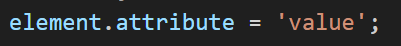 element.attribute = 'value';